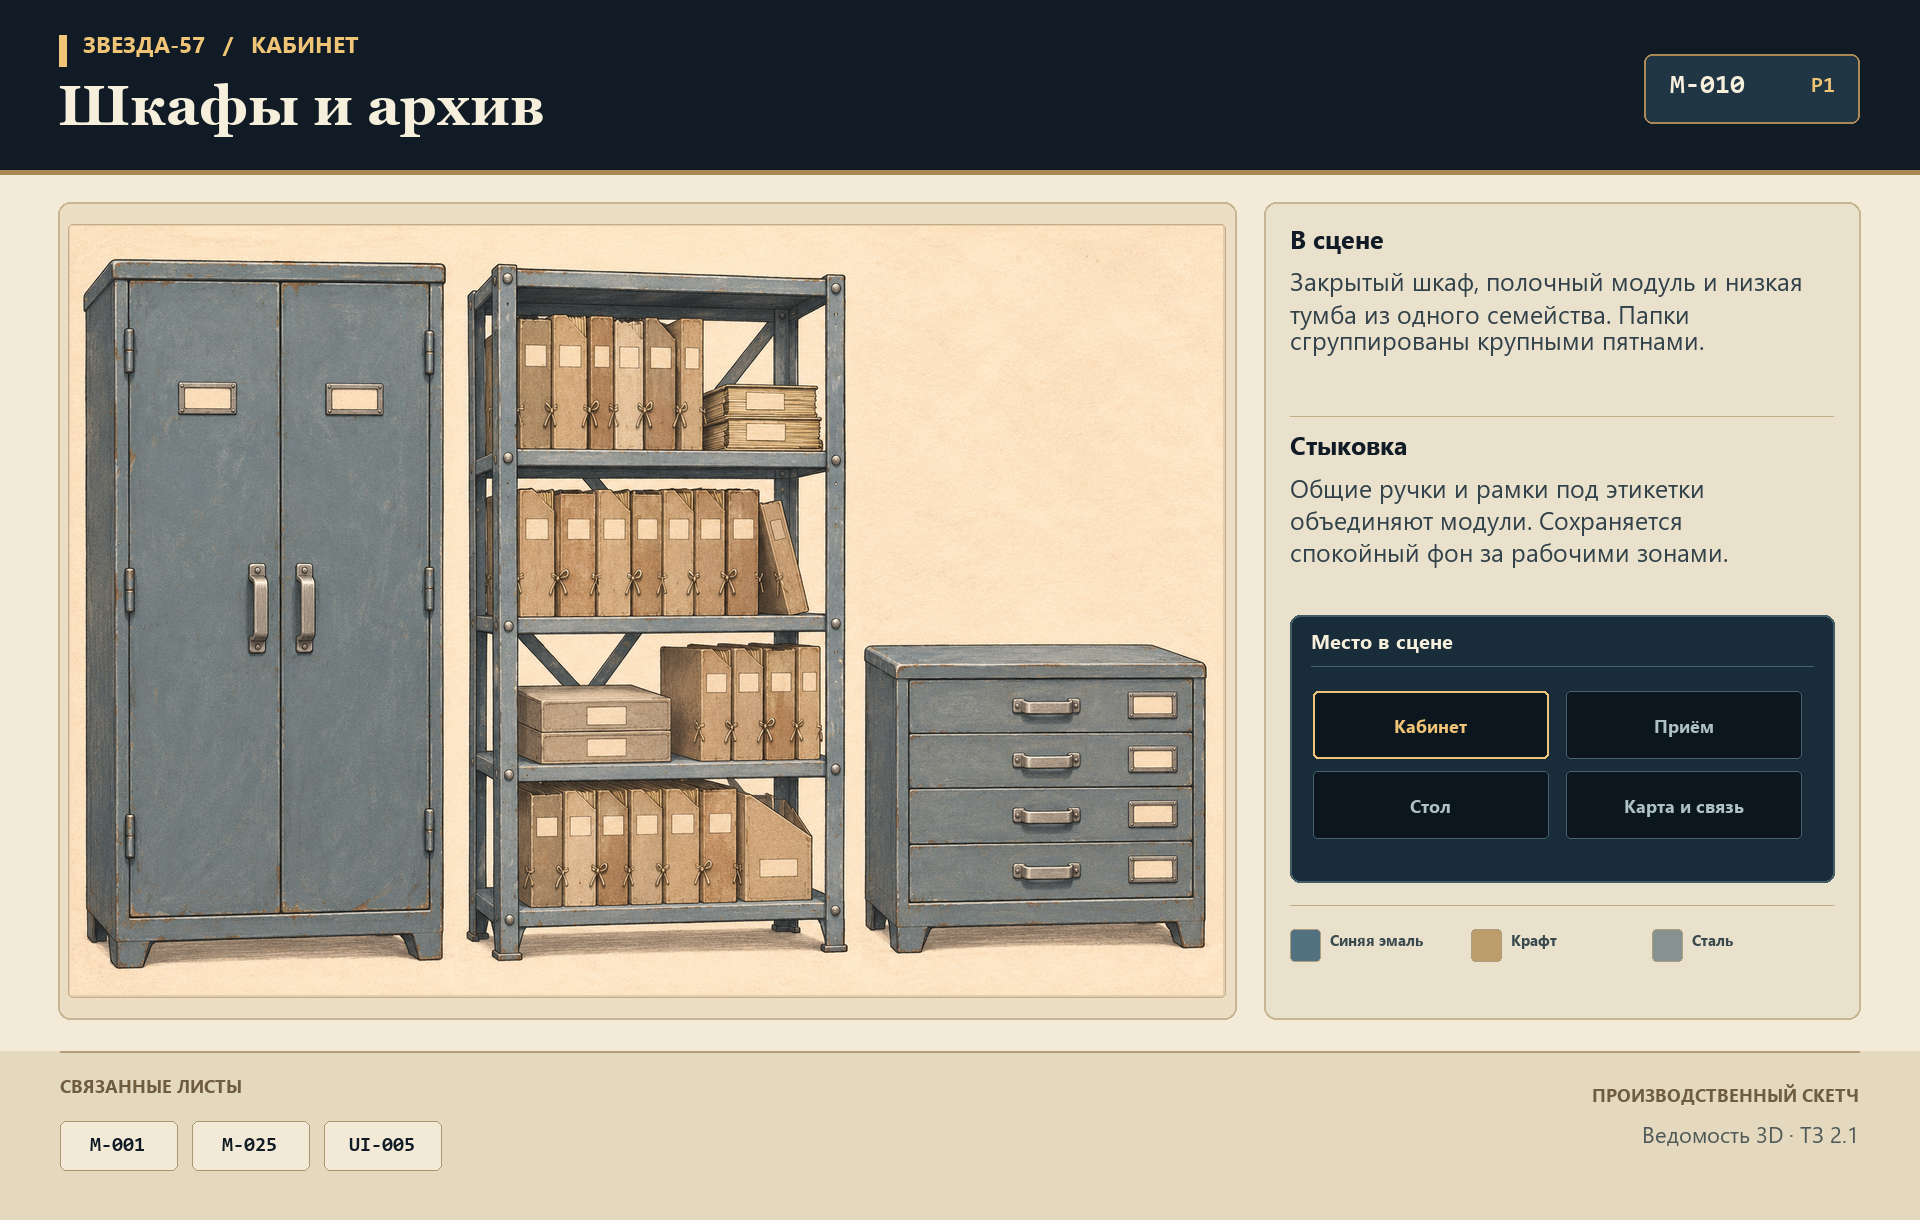 ЗВЕЗДА-57 / КАБИНЕТ
Шкафы и архив
M-010 P1
В сцене
Закрытый шкаф, полочный модуль и низкая
тумба из одного семейства. Папки
сгруппированы крупными пятнами.
Стыковка
Общие ручки и рамки под этикетки
объединяют модули. Сохраняется
спокойный фон за рабочими зонами.
Место в сцене
Кабинет
Приём
Стол
Карта и связь
Синяя эмаль
Крафт
Сталь
СВЯЗАННЫЕ ЛИСТЫ
M-001
M-025
UI-005
ПРОИЗВОДСТВЕННЫЙ СКЕТЧ
Ведомость 3D · ТЗ 2.1